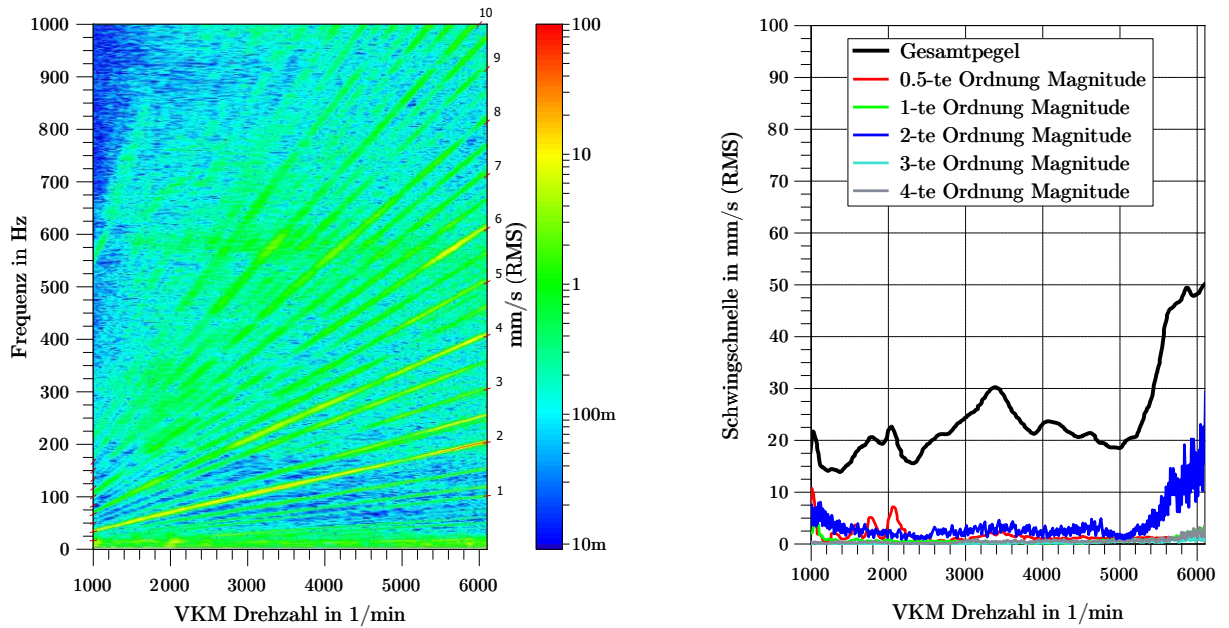 1000
900
800
700
600
500
400
300
200
100
0
Frequenz in Hz
1000 2000 3000 4000 5000 6000
VKM Drehzahl in 1/min
10
9
8
7
6
5
4
3
2
1
100
10
1
100m
10m
mm/s (RMS)
100
90
80
70
60
50
40
30
20
10
0
Schwingschnelle in mm/s (RMS)
Gesamtpegel
0.5-te Ordnung Magnitude
1-te Ordnung Magnitude
2-te Ordnung Magnitude
3-te Ordnung Magnitude
4-te Ordnung Magnitude
1000 2000 3000 4000 5000 6000
VKM Drehzahl in 1/min